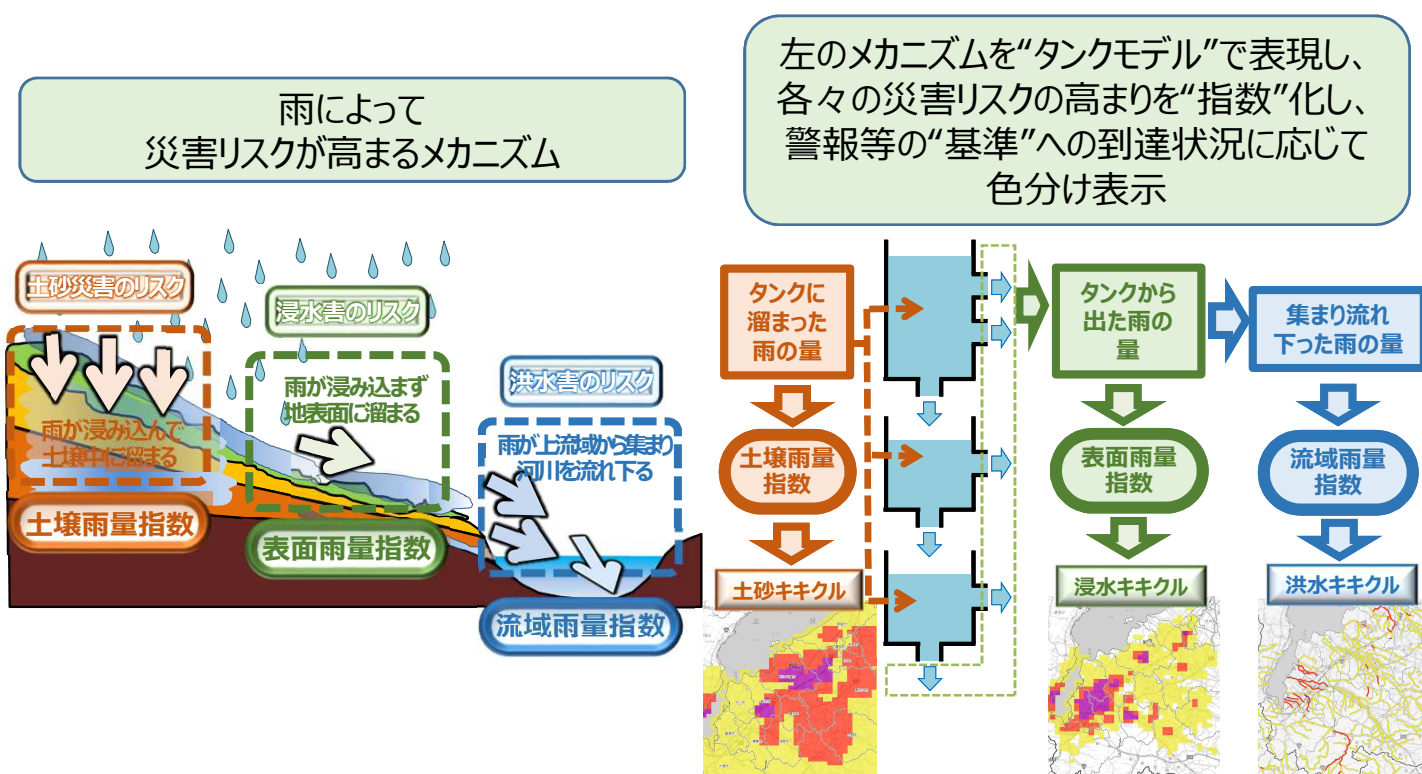 雨によって
災害リスクが高まるメカニズム
左のメカニズムを“タンクモデル”で表現し、
各々の災害リスクの高まりを“指数”化し、
警報等の“基準”への到達状況に応じて
色分け表示
土砂災害のリスク
雨が浸み込んで
土壌中に溜まる
土壌雨量指数
浸水害のリスク
雨が浸み込まず
地表面に溜まる
表面雨量指数
洪水害のリスク
雨が上流域から集まり
河川を流れ下る
流域雨量指数
タンクに
溜まった
雨の量
土壌雨量
指数
土砂キキクル
タンクから
出た雨の
量
表面雨量
指数
浸水キキクル
集まり流れ
下った雨の量
流域雨量
指数
洪水キキクル